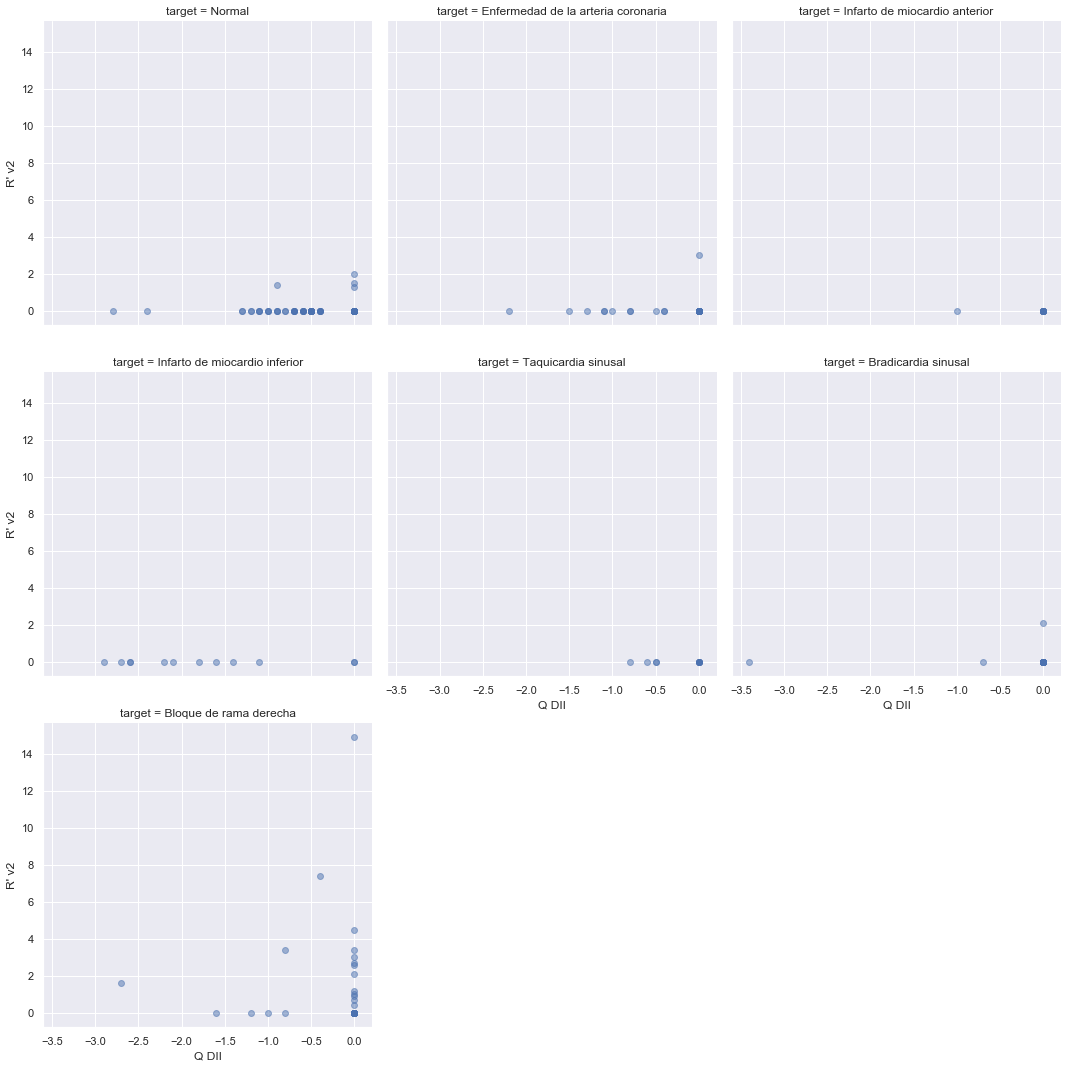 target = Normal
target = Enfermedad de la arteria coronaria
target = Infarto de miocardio anterior
14
12
10
8
6
4
2
0
R' v2
target = Infarto de miocardio inferior
target = Taquicardia sinusal
target = Bradicardia sinusal
14
12
10
8
6
4
2
0
R' v2
−3.5 −3.0 −2.5 −2.0 −1.5 −1.0 −0.5 0.0
Q DII
−3.5 −3.0 −2.5 −2.0 −1.5 −1.0 −0.5 0.0
Q DII
target = Bloque de rama derecha
14
12
10
8
6
4
2
0
R' v2
−3.5 −3.0 −2.5 −2.0 −1.5 −1.0 −0.5 0.0
Q DII